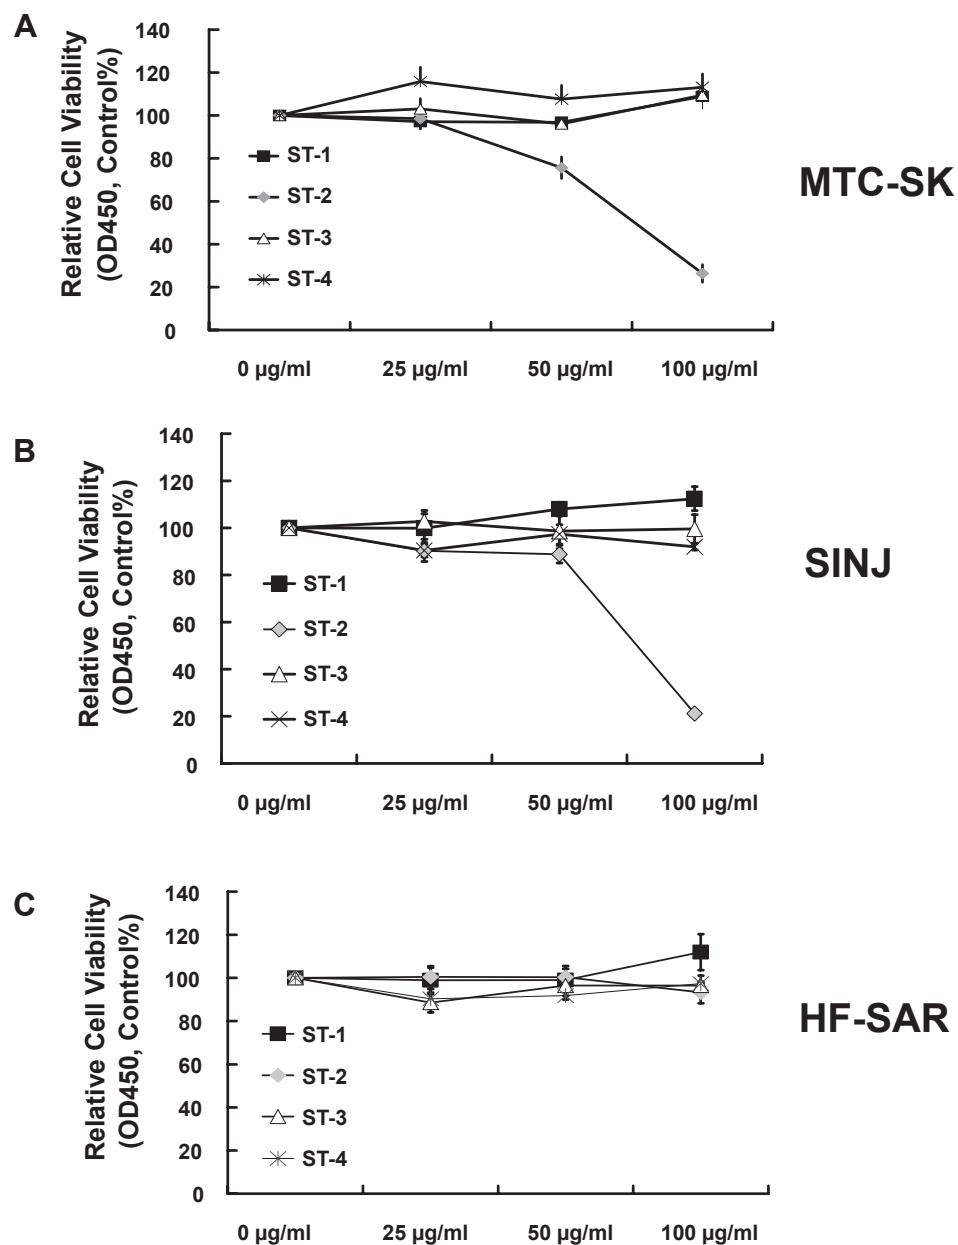 A
Relative Cell Viability
(OD450, Control%)
140
120
100
80
60
40
20
0
ST-1
ST-2
ST-3
ST-4
MTC-SK
0 µg/ml 25 µg/ml 50 µg/ml 100 µg/ml
B
Relative Cell Viability
(OD450, Control%)
140
120
100
80
60
40
20
0
ST-1
ST-2
ST-3
ST-4
SINJ
0 µg/ml 25 µg/ml 50 µg/ml 100 µg/ml
C
Relative Cell Viability
(OD450, Control%)
140
120
100
80
60
40
20
0
ST-1
ST-2
ST-3
ST-4
HF-SAR
0 µg/ml 25 µg/ml 50 µg/ml 100 µg/ml